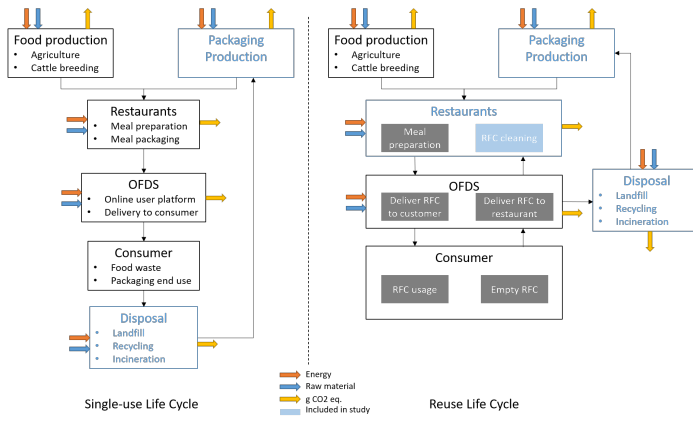 Food production
• Agriculture
• Cattle breeding
Packaging
Production
Restaurants
• Meal preparation
• Meal packaging
OFDS
• Online user platform
• Delivery to consumer
Consumer
• Food waste
• Packaging end use
Disposal
• Landfill
• Recycling
• Incineration
Single-use Life Cycle
Food production
• Agriculture
• Cattle breeding
Packaging
Production
Restaurants
Meal
preparation
RFC cleaning
OFDS
Deliver RFC
to customer
Deliver RFC to
restaurant
Consumer
RFC usage
Empty RFC
Disposal
• Landfill
• Recycling
• Incineration
Energy
Raw material
g CO2 eq.
Included in study
Reuse Life Cycle